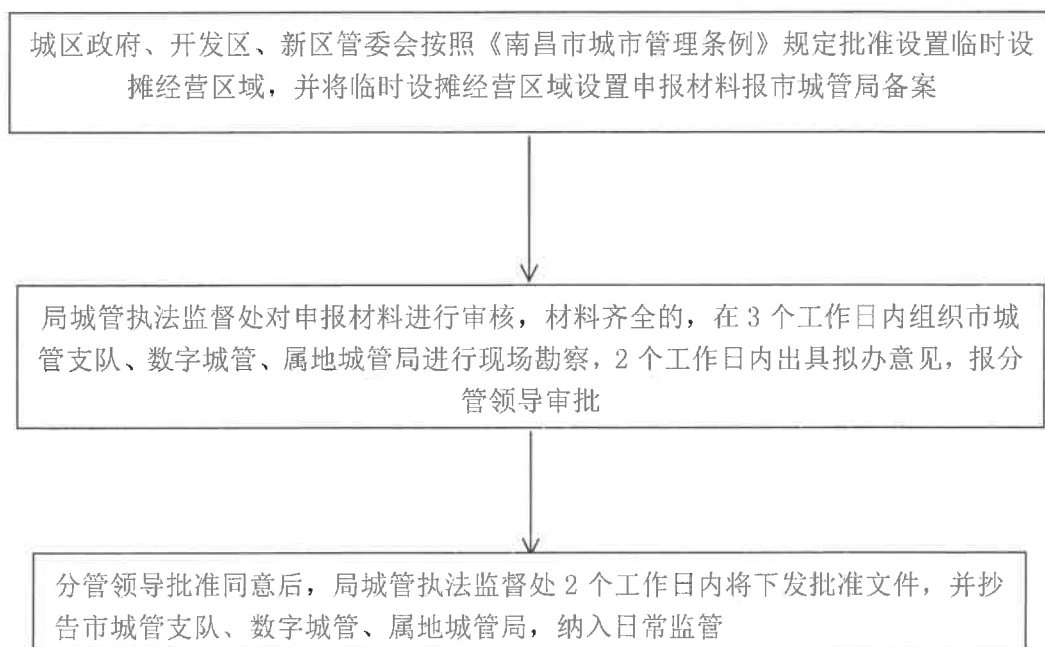 城区政府、开发区、新区管委会按照《南昌市城市管理条例》规定批准设置临时设
摊经营区域，并将临时设摊经营区域设置申报材料报市城管局备案
局城管执法监督处对申报材料进行审核，材料齐全的，在 3 个工作日内组织市城
管支队、数字城管、属地城管局进行现场勘察，2 个工作日内出具拟办意见，报分
管领导审批
分管领导批准同意后，局城管执法监督处 2 个工作日内将下发批准文件，并抄
告市城管支队、数字城管、属地城管局，纳入日常监管